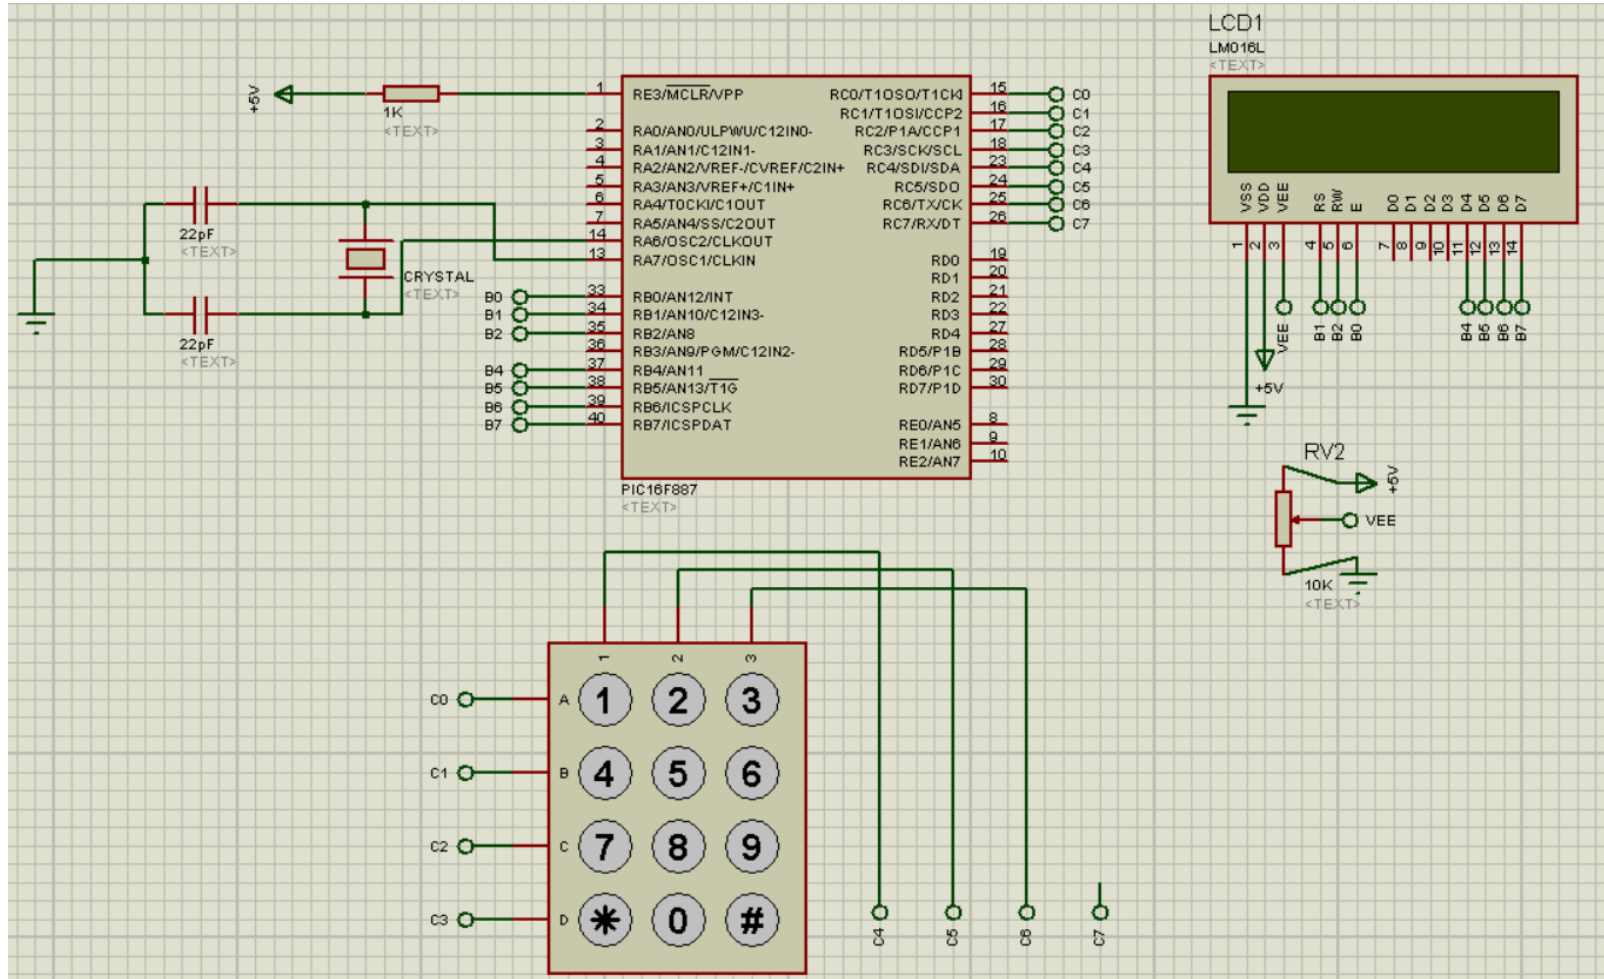 LCD1
LM016L
<TEXT>
VSS
VDD
VEE
RS
RW
E
D0
D1
D2
D3
D4
D5
D6
D7
1
2
3
4
5
6
7
8
9
10
11
12
13
14
VEE
+5V
B1
B2
B0
B4
B5
B6
B7
+5V
1K
<TEXT>
1 RE3/MCLR/VPP
2 RA0/AN0/ULPWU/C12IN0-
3 RA1/AN1/C12IN1-
4 RA2/AN2/VREF-/CVREF/C2IN+
5 RA3/AN3/VREF+/C1IN+
6 RA4/T0CKI/C1OUT
7 RA5/AN4/SS/C2OUT
14 RA6/OSC2/CLKOUT
13 RA7/OSC1/CLKIN
B0 33 RB0/AN12/INT
B1 34 RB1/AN10/C12IN3-
B2 35 RB2/AN8
36 RB3/AN9/PGM/C12IN2-
B4 37 RB4/AN11
B5 38 RB5/AN13/T1G
B6 39 RB6/ICSPCLK
B7 40 RB7/ICSPDAT
RC0/T1OSO/T1CKI 15 C0
RC1/T1OSI/CCP2 16 C1
RC2/P1A/CCP1 17 C2
RC3/SCK/SCL 18 C3
RC4/SDI/SDA 23 C4
RC5/SDO 24 C5
RC6/TX/CK 25 C6
RC7/RX/DT 26 C7
RD0 19
RD1 20
RD2 21
RD3 22
RD4 27
RD5/P1B 28
RD6/P1C 29
RD7/P1D 30
RE0/AN5 8
RE1/AN6 9
RE2/AN7 10
PIC16F887
<TEXT>
22pF
<TEXT>
CRYSTAL
<TEXT>
22pF
<TEXT>
RV2
+5V
VEE
10K
<TEXT>
1 2 3
C0 A 1 2 3
C1 B 4 5 6
C2 C 7 8 9
C3 D * 0 #
C4
C5
C6
C7